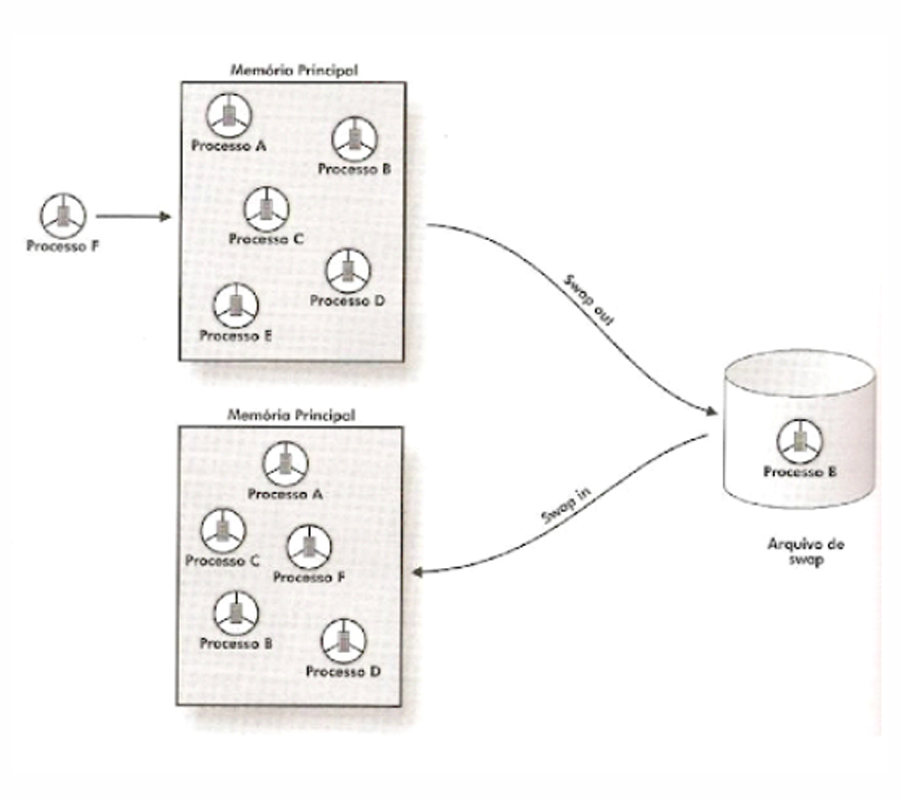 Memória Principal
Processo A
Processo B
Processo F
Processo C
Processo D
Processo E
Swap out
Memória Principal
Processo A
Processo B
Swap in
Processo C
Processo F
Arquivo de
swap
Processo B
Processo D